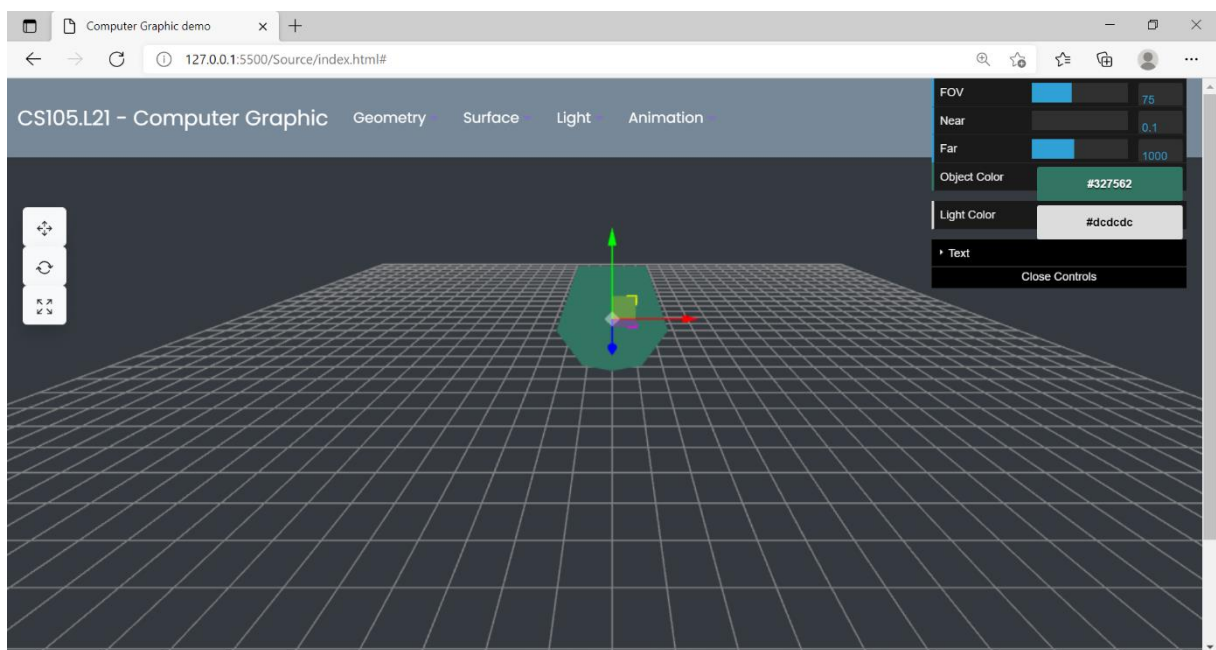 Computer Graphic demo
127.0.0.1:5500/Source/index.html#
CS105.L21 - Computer Graphic Geometry Surface Light Animation
FOV 75
Near 0.1
Far 1000
Object Color #327562
Light Color #dcdcdc
Text
Close Controls